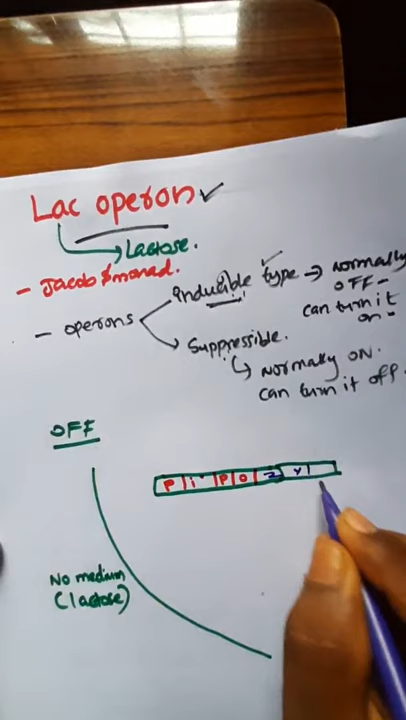 Lac operon
Lactose.
- Jacob & monad.
- operons
Inducible type → normally
OFF -
can turn it
on -
Suppressible.
normally ON.
can turn it off.
OFF
P i P O Z Y
No medium
(lactose)